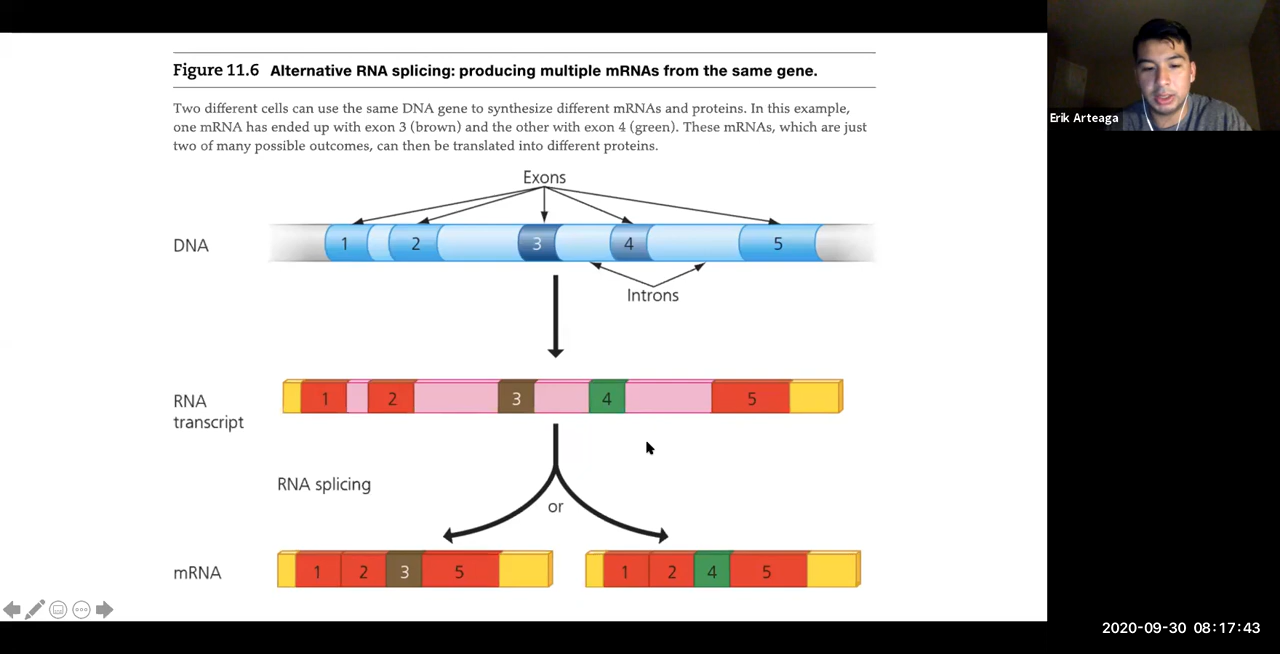 Figure 11.6 Alternative RNA splicing: producing multiple mRNAs from the same gene.
Two different cells can use the same DNA gene to synthesize different mRNAs and proteins. In this example,
one mRNA has ended up with exon 3 (brown) and the other with exon 4 (green). These mRNAs, which are just
two of many possible outcomes, can then be translated into different proteins.
Erik Arteaga
Exons
DNA
1 2 3 4 5
Introns
RNA
transcript
1 2 3 4 5
RNA splicing
or
mRNA
1 2 3 5
1 2 4 5
2020-09-30 08:17:43